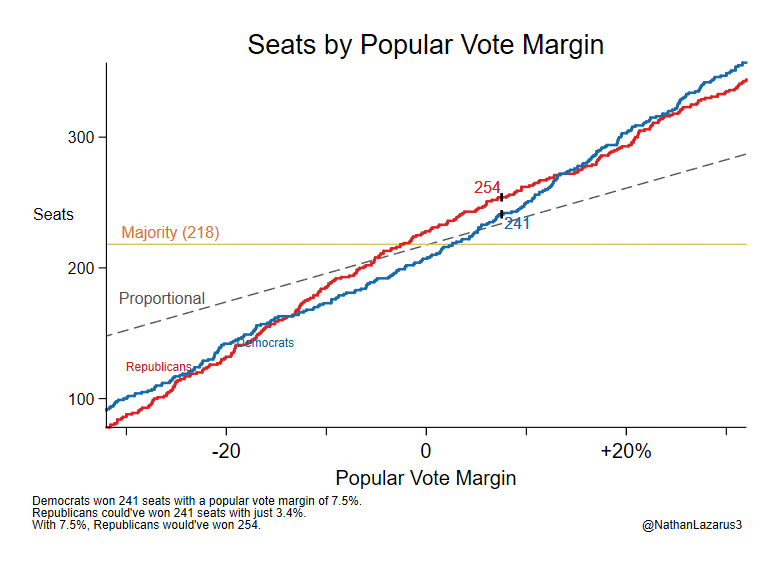 Seats by Popular Vote Margin
300
254
Seats
241
Majority (218)
200
Proportional
Democrats
Republicans
100
-20
0
+20%
Popular Vote Margin
Democrats won 241 seats with a popular vote margin of 7.5%.
Republicans could've won 241 seats with just 3.4%.
With 7.5%, Republicans would've won 254.
@NathanLazarus3